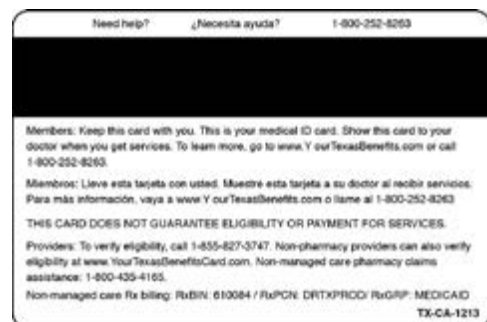 Need help? ¿Necesita ayuda? 1-800-252-8263
Members: Keep this card with you. This is your medical ID card. Show this card to your
doctor when you get services. To learn more, go to www.Y ourTexasBenefits.com or call
1-800-252-8263.
Miembros: Lleve esta tarjeta con usted. Muestre esta tarjeta a su doctor al recibir servicios.
Para más información, vaya a www Y ourTexasBenefits.com o llame al 1-800-252-8263
THIS CARD DOES NOT GUARANTEE ELIGIBILITY OR PAYMENT FOR SERVICES.
Providers: To verify eligibility, call 1-855-827-3747. Non-pharmacy providers can also verify
eligibility at www.YourTexasBenefitsCard.com. Non-managed care pharmacy claims
assistance: 1-800-435-4165.
Non-managed care Rx billing: RxBIN: 610084 / RxPCN: DRTXPROD/ RxGRP: MEDICAID
TX-CA-1213